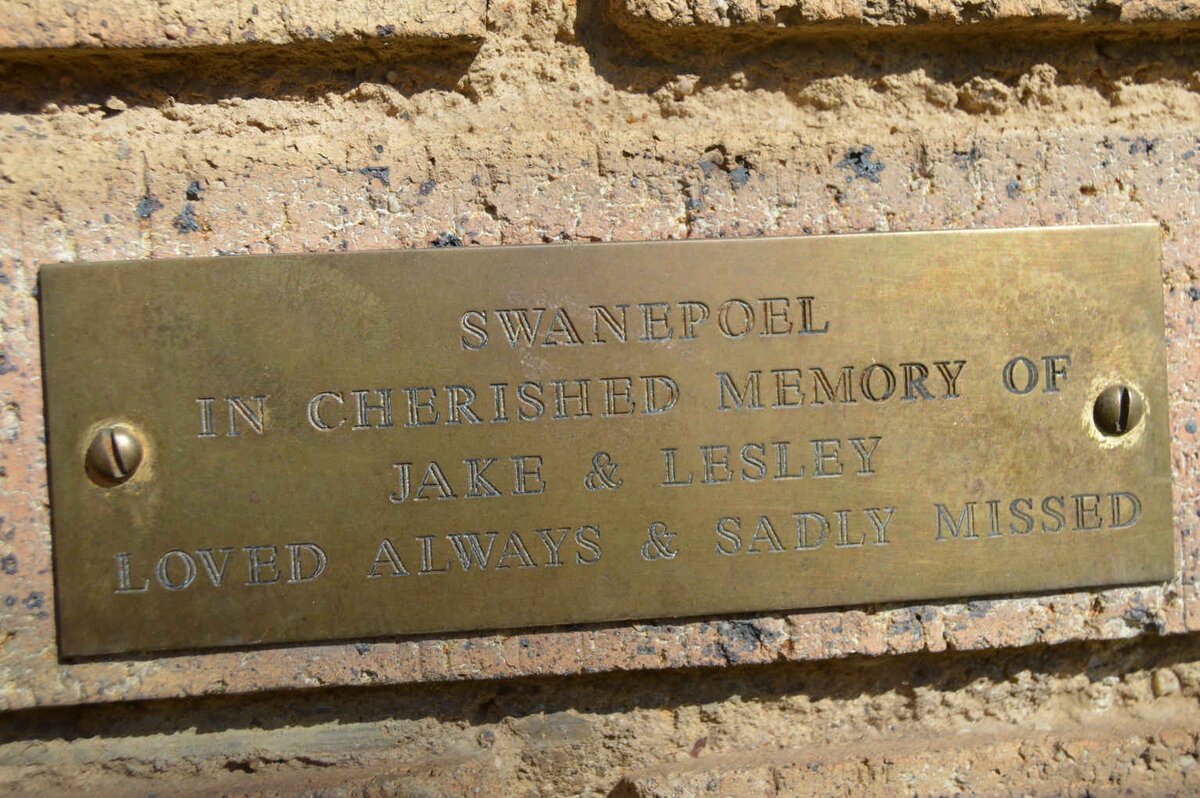 SWANEPOEL
IN CHERISHED MEMORY OF
JAKE & LESLEY
LOVED ALWAYS & SADLY MISSED